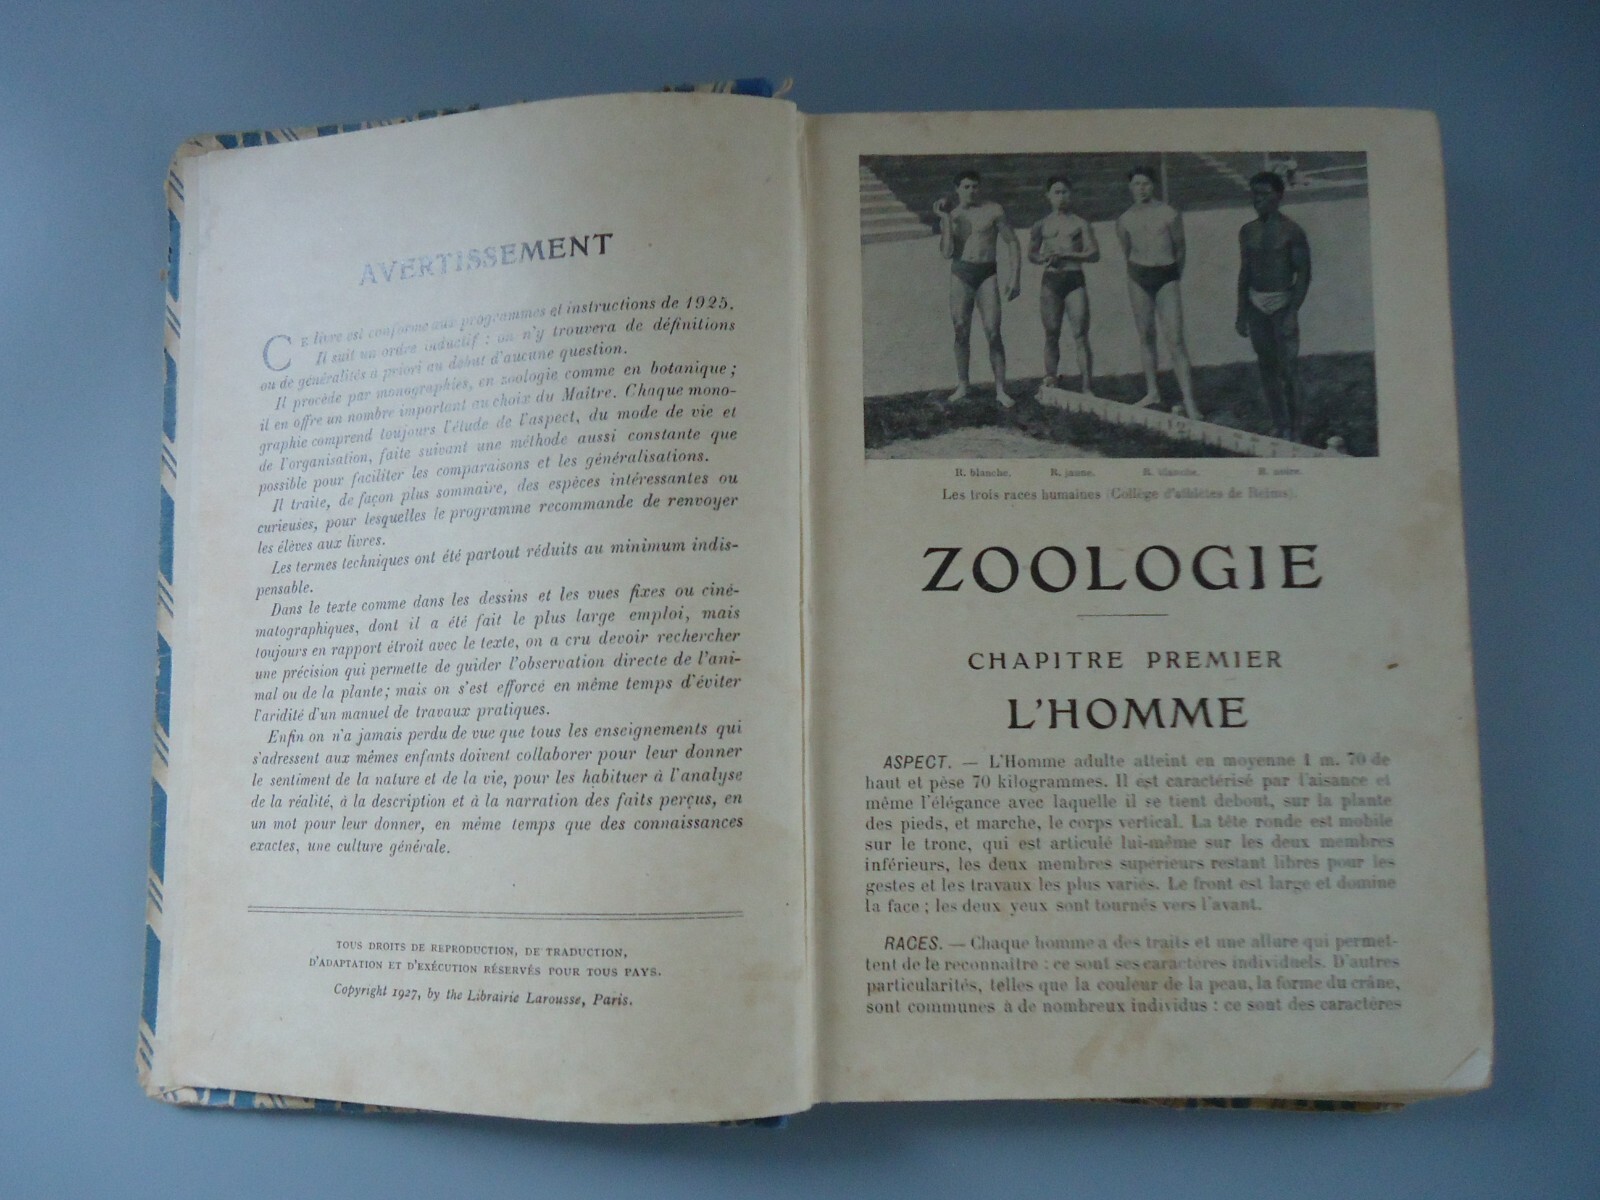 AVERTISSEMENT
CE livre est conforme aux programmes et instructions de 1925.
Il suit un ordre inductif : on n'y trouvera de définitions
ou de généralités a priori au début d'aucune question.
Il procède par monographies, en zoologie comme en botanique ;
il en offre un nombre important au choix du Maître. Chaque mono-
graphie comprend toujours l'étude de l'aspect, du mode de vie et
de l'organisation, faite suivant une méthode aussi constante que
possible pour faciliter les comparaisons et les généralisations.
Il traite, de façon plus sommaire, des espèces intéressantes ou
curieuses, pour lesquelles le programme recommande de renvoyer
les élèves aux livres.
Les termes techniques ont été partout réduits au minimum indis-
pensable.
Dans le texte comme dans les dessins et les vues fixes ou ciné-
matographiques, dont il a été fait le plus large emploi, mais
toujours en rapport étroit avec le texte, on a cru devoir rechercher
une précision qui permette de guider l'observation directe de l'ani-
mal ou de la plante ; mais on s'est efforcé en même temps d'éviter
l'aridité d'un manuel de travaux pratiques.
Enfin on n'a jamais perdu de vue que tous les enseignements qui
s'adressent aux mêmes enfants doivent collaborer pour leur donner
le sentiment de la nature et de la vie, pour les habituer à l'analyse
de la réalité, à la description et à la narration des faits perçus, en
un mot pour leur donner, en même temps que des connaissances
exactes, une culture générale.
TOUS DROITS DE REPRODUCTION, DE TRADUCTION,
D'ADAPTATION ET D'EXÉCUTION RÉSERVÉS POUR TOUS PAYS.
Copyright 1927, by the Librairie Larousse, Paris.
R. blanche. R. jaune. R. blanche. R. noire.
Les trois races humaines (Collège d'athlètes de Reims).
ZOOLOGIE
CHAPITRE PREMIER
L'HOMME
ASPECT. — L'Homme adulte atteint en moyenne 1 m. 70 de
haut et pèse 70 kilogrammes. Il est caractérisé par l'aisance et
même l'élégance avec laquelle il se tient debout, sur la plante
des pieds, et marche, le corps vertical. La tête ronde est mobile
sur le tronc, qui est articulé lui-même sur les deux membres
inférieurs, les deux membres supérieurs restant libres pour les
gestes et les travaux les plus variés. Le front est large et domine
la face ; les deux yeux sont tournés vers l'avant.
RACES. — Chaque homme a des traits et une allure qui permet-
tent de le reconnaître : ce sont ses caractères individuels. D'autres
particularités, telles que la couleur de la peau, la forme du crâne,
sont communes à de nombreux individus : ce sont des caractères